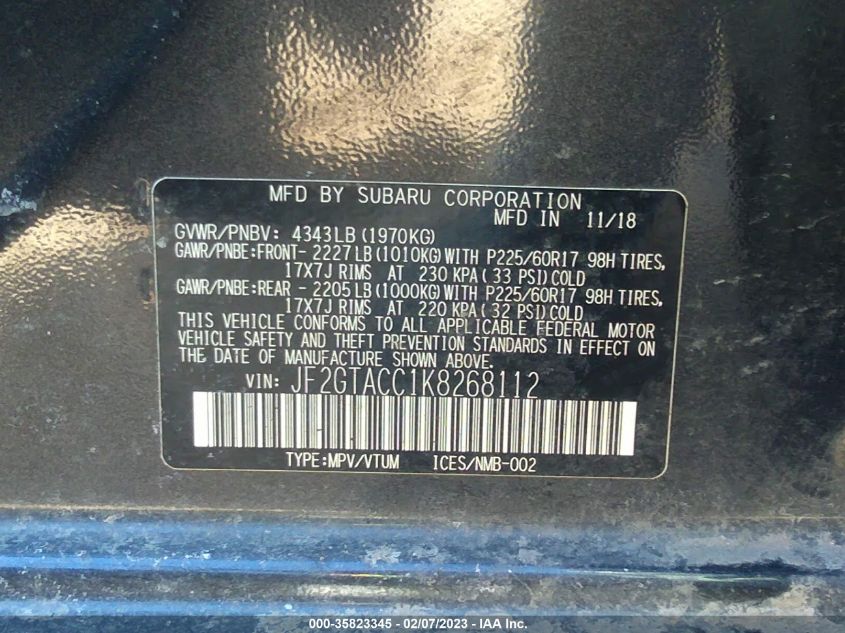 MFD BY SUBARU CORPORATION
MFD IN 11/18
GVWR/PNBV: 4343LB(1970KG)
GAWR/PNBE:FRONT- 2227LB(1010KG)WITH P225/60R17 98H TIRES,
17X7J RIMS AT 230 KPA(33 PSI)COLD
GAWR/PNBE:REAR - 2205LB(1000KG)WITH P225/60R17 98H TIRES,
17X7J RIMS AT 220 KPA(32 PSI)COLD
THIS VEHICLE CONFORMS TO ALL APPLICABLE FEDERAL MOTOR
VEHICLE SAFETY AND THEFT PREVENTION STANDARDS IN EFFECT ON
THE DATE OF MANUFACTURE SHOWN ABOVE.
VIN: JF2GTACC1K8268112
TYPE:MPV/VTUM ICES/NMB-002
000-35823345 - 02/07/2023 - IAA Inc.